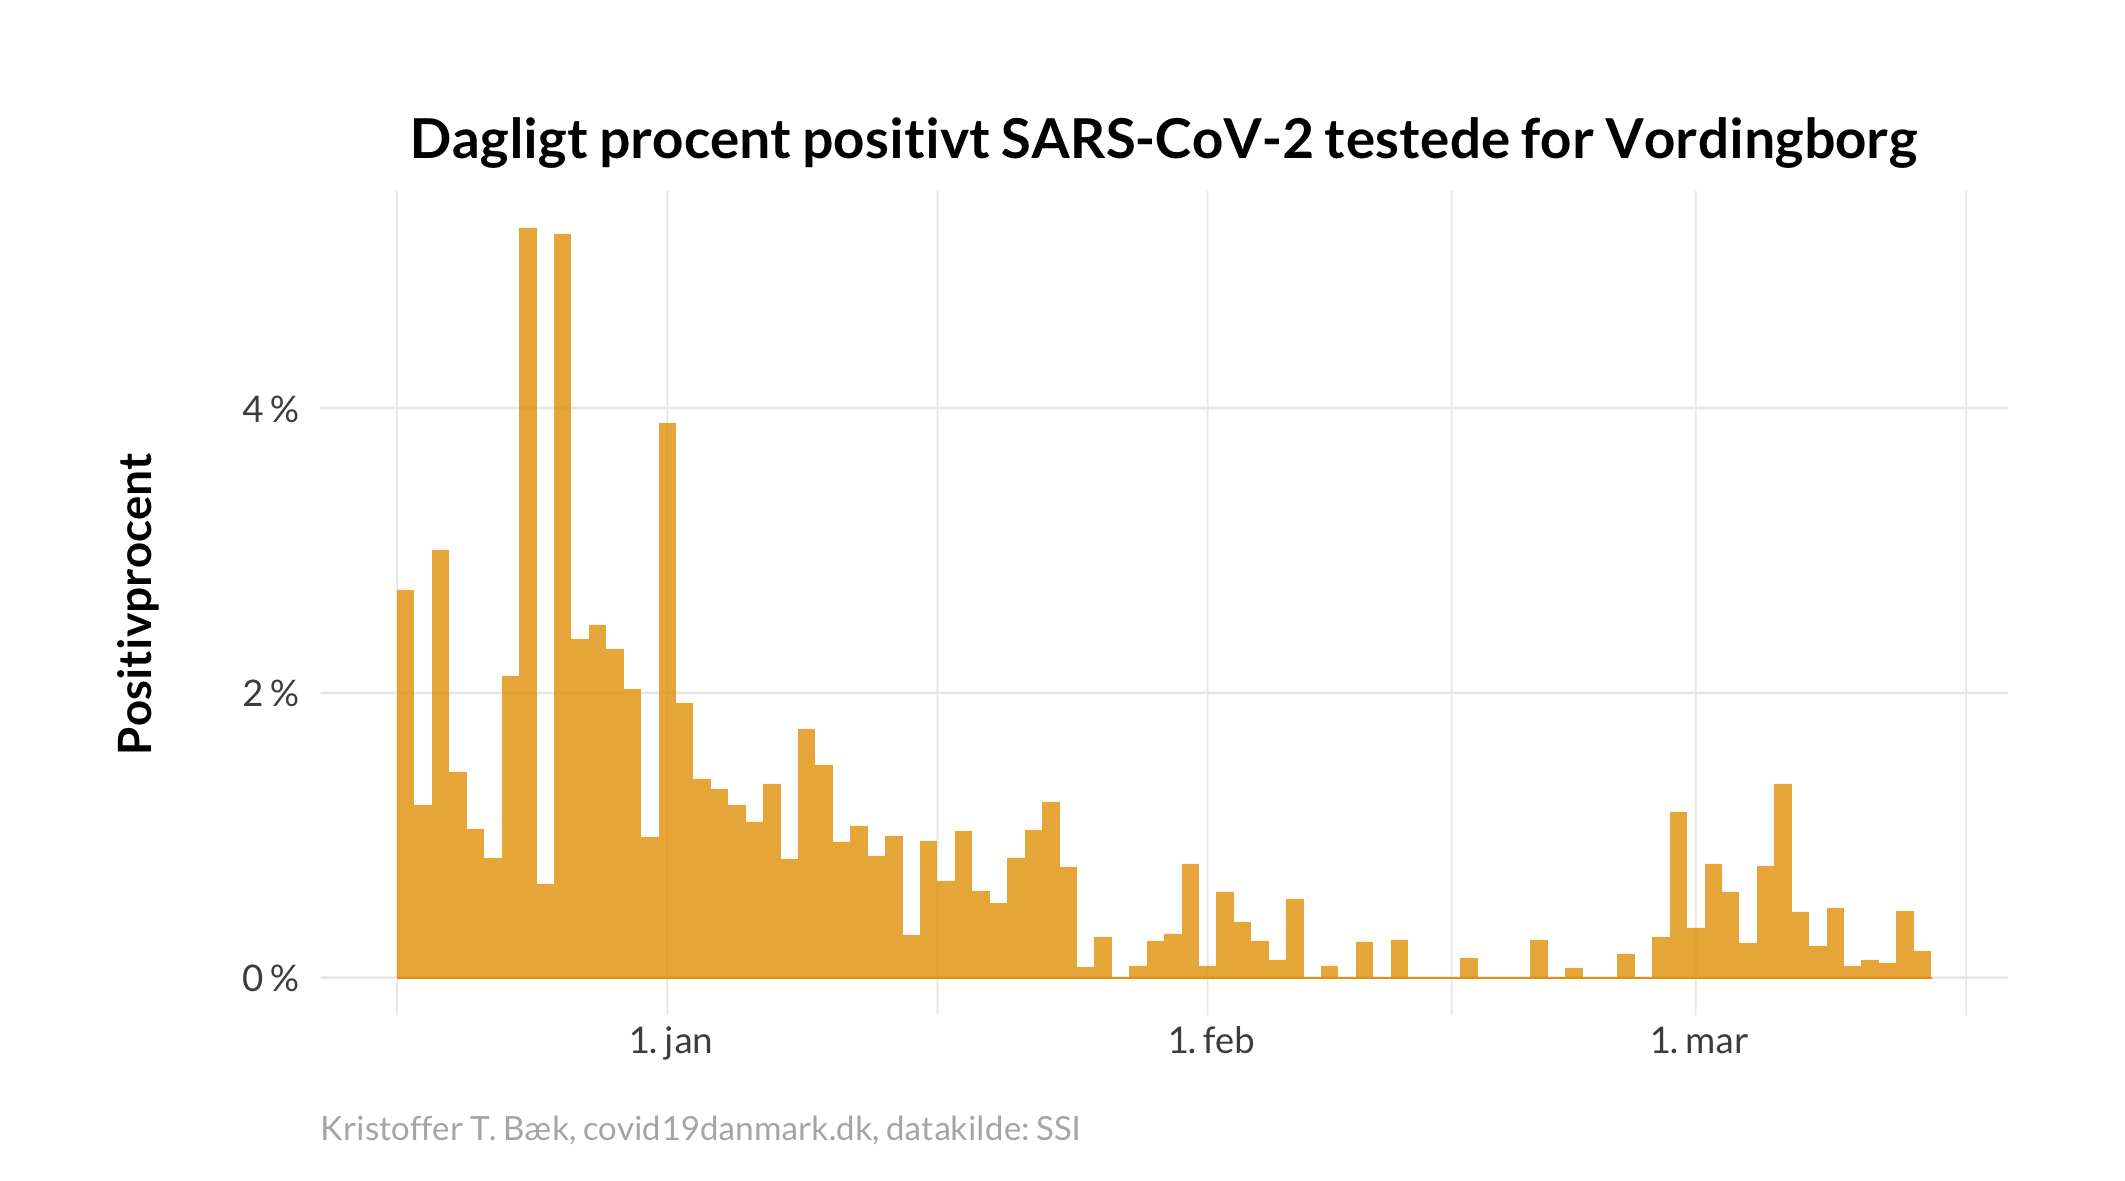 Dagligt procent positivt SARS-CoV-2 testede for Vordingborg
Positivprocent
4 %
2 %
0 %
1. jan
1. feb
1. mar
Kristoffer T. Bæk, covid19danmark.dk, datakilde: SSI